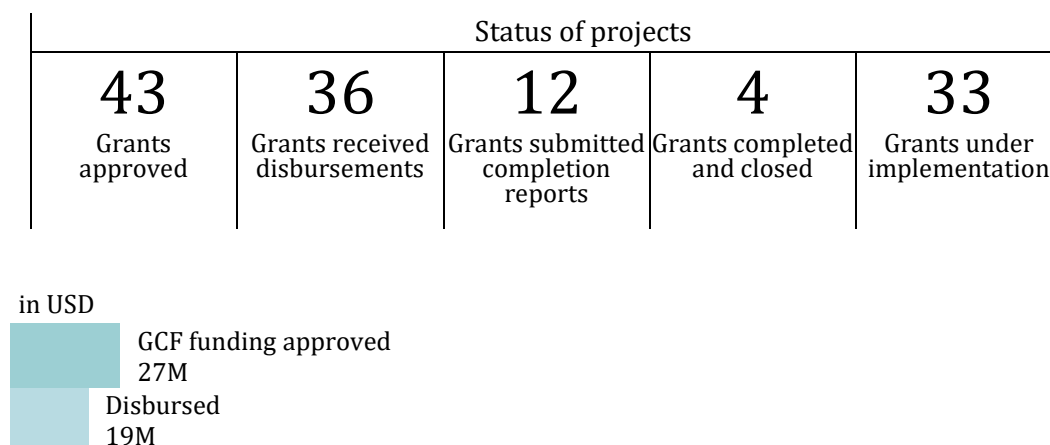 Status of projects
43
Grants
approved
36
Grants received
disbursements
12
Grants submitted
completion
reports
4
Grants completed
and closed
33
Grants under
implementation
in USD
GCF funding approved
27M
Disbursed
19M